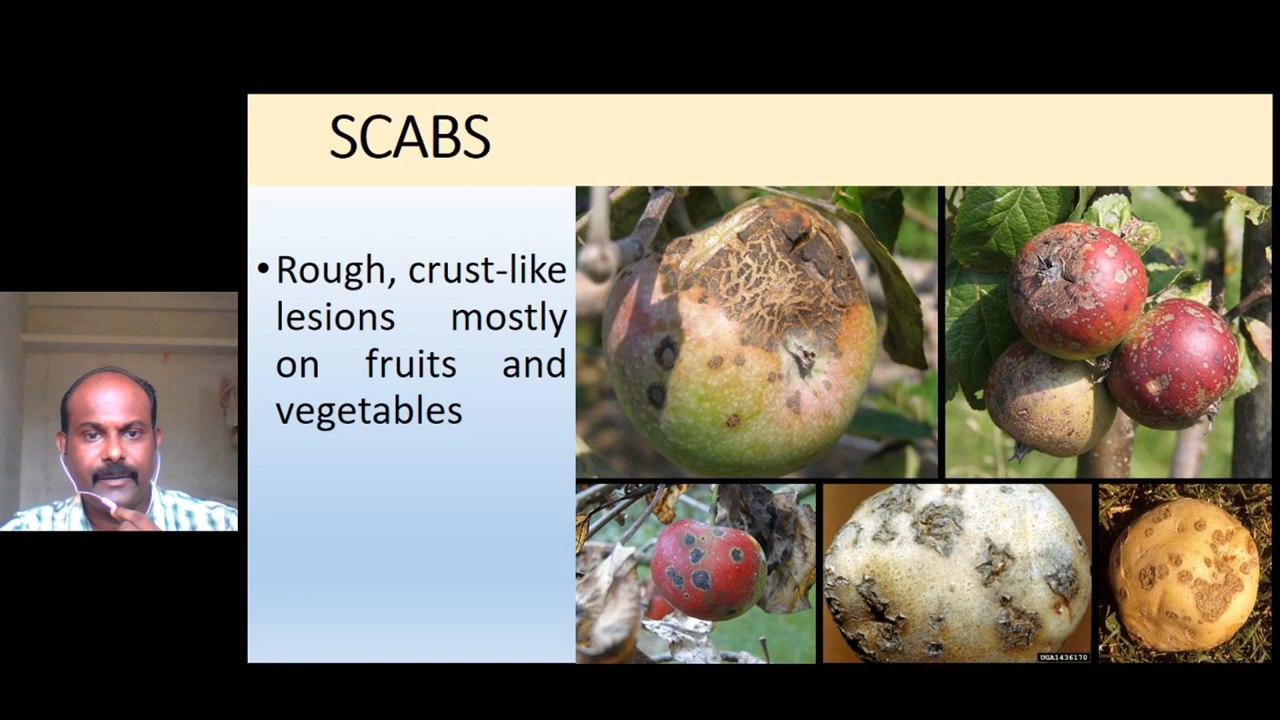 SCABS
•Rough, crust-like
lesions mostly
on fruits and
vegetables
UGA1436170